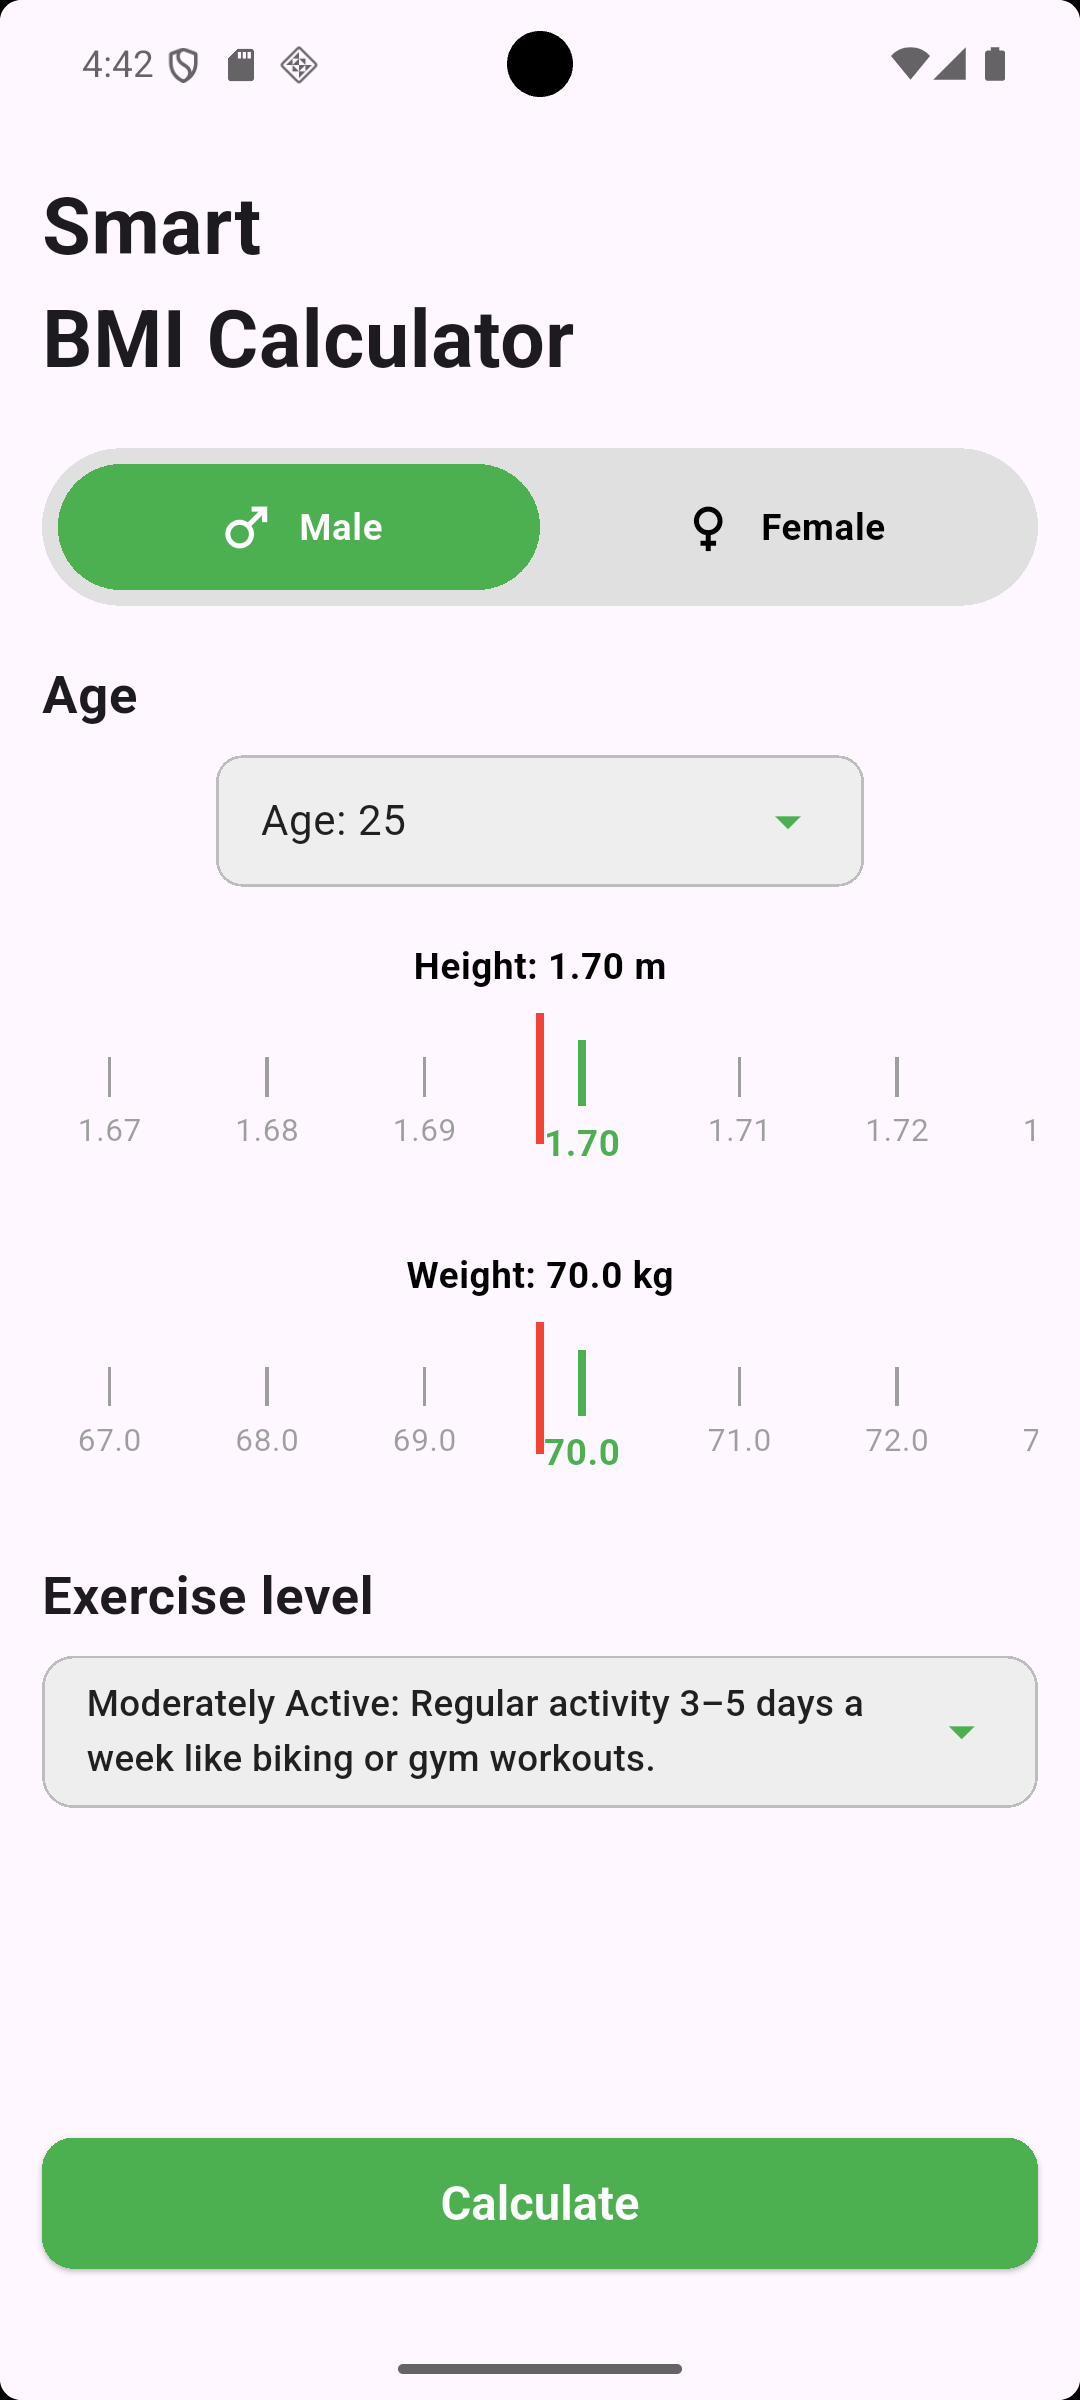 4:42
Smart
BMI Calculator
Male
Female
Age
Age: 25
Height: 1.70 m
1.67 1.68 1.69 1.70 1.71 1.72 1
Weight: 70.0 kg
67.0 68.0 69.0 70.0 71.0 72.0 7
Exercise level
Moderately Active: Regular activity 3–5 days a
week like biking or gym workouts.
Calculate